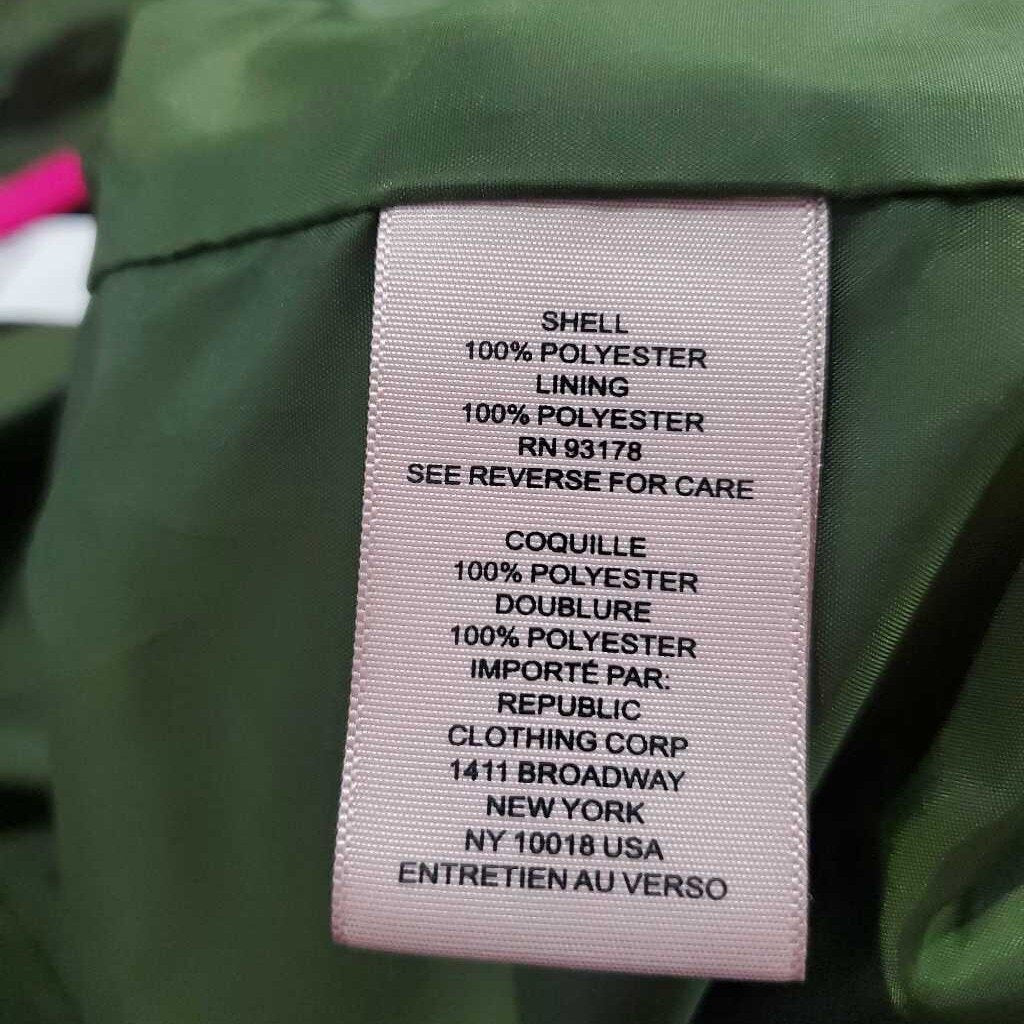 SHELL
100% POLYESTER
LINING
100% POLYESTER
RN 93178
SEE REVERSE FOR CARE
COQUILLE
100% POLYESTER
DOUBLURE
100% POLYESTER
IMPORTÉ PAR:
REPUBLIC
CLOTHING CORP
1411 BROADWAY
NEW YORK
NY 10018 USA
ENTRETIEN AU VERSO